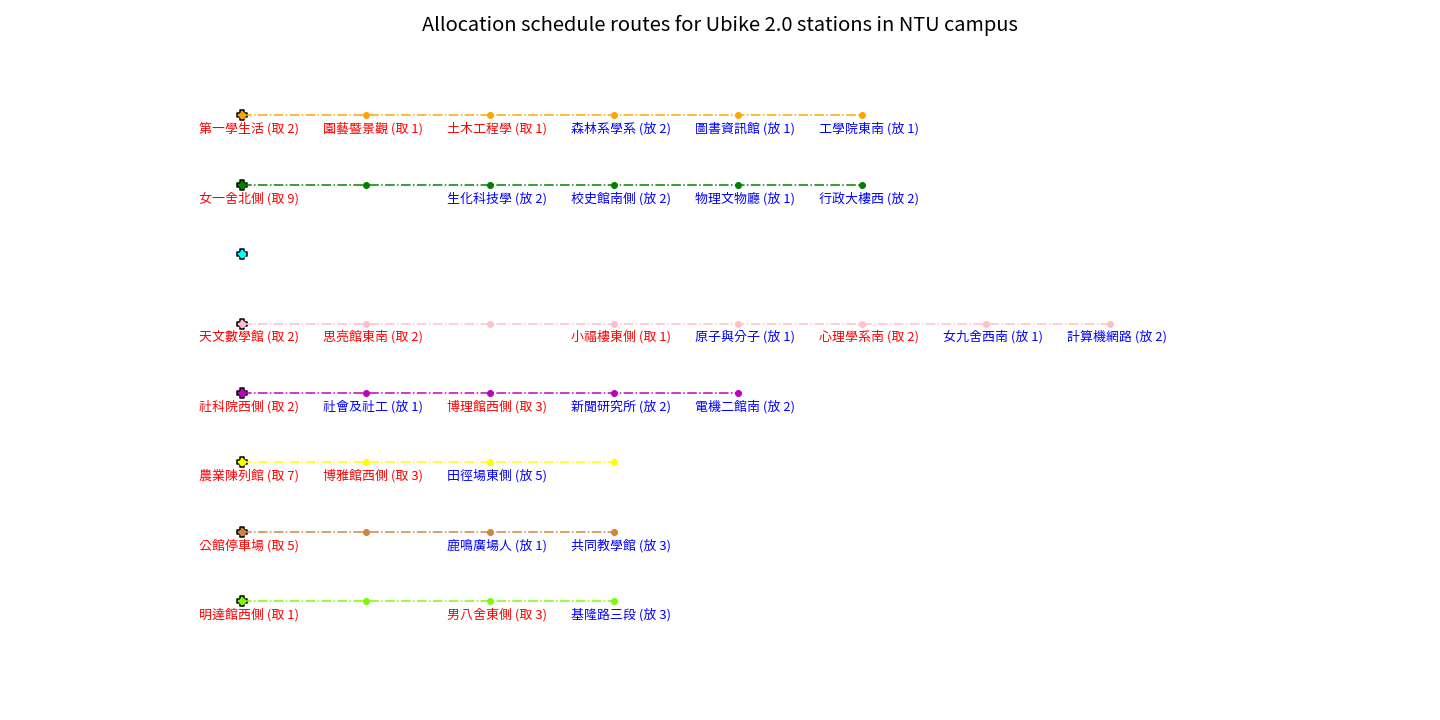 Allocation schedule routes for Ubike 2.0 stations in NTU campus
第一學生活 (取 2) 園藝暨景觀 (取 1) 土木工程學 (取 1) 森林系學系 (放 2) 圖書資訊館 (放 1) 工學院東南 (放 1)
女一舍北側 (取 9) 生化科技學 (放 2) 校史館南側 (放 2) 物理文物廳 (放 1) 行政大樓西 (放 2)
天文數學館 (取 2) 思亮館東南 (取 2) 小福樓東側 (取 1) 原子與分子 (放 1) 心理學系南 (取 2) 女九舍西南 (放 1) 計算機網路 (放 2)
社科院西側 (取 2) 社會及社工 (放 1) 博理館西側 (取 3) 新聞研究所 (放 2) 電機二館南 (放 2)
農業陳列館 (取 7) 博雅館西側 (取 3) 田徑場東側 (放 5)
公館停車場 (取 5) 鹿鳴廣場人 (放 1) 共同教學館 (放 3)
明達館西側 (取 1) 男八舍東側 (取 3) 基隆路三段 (放 3)